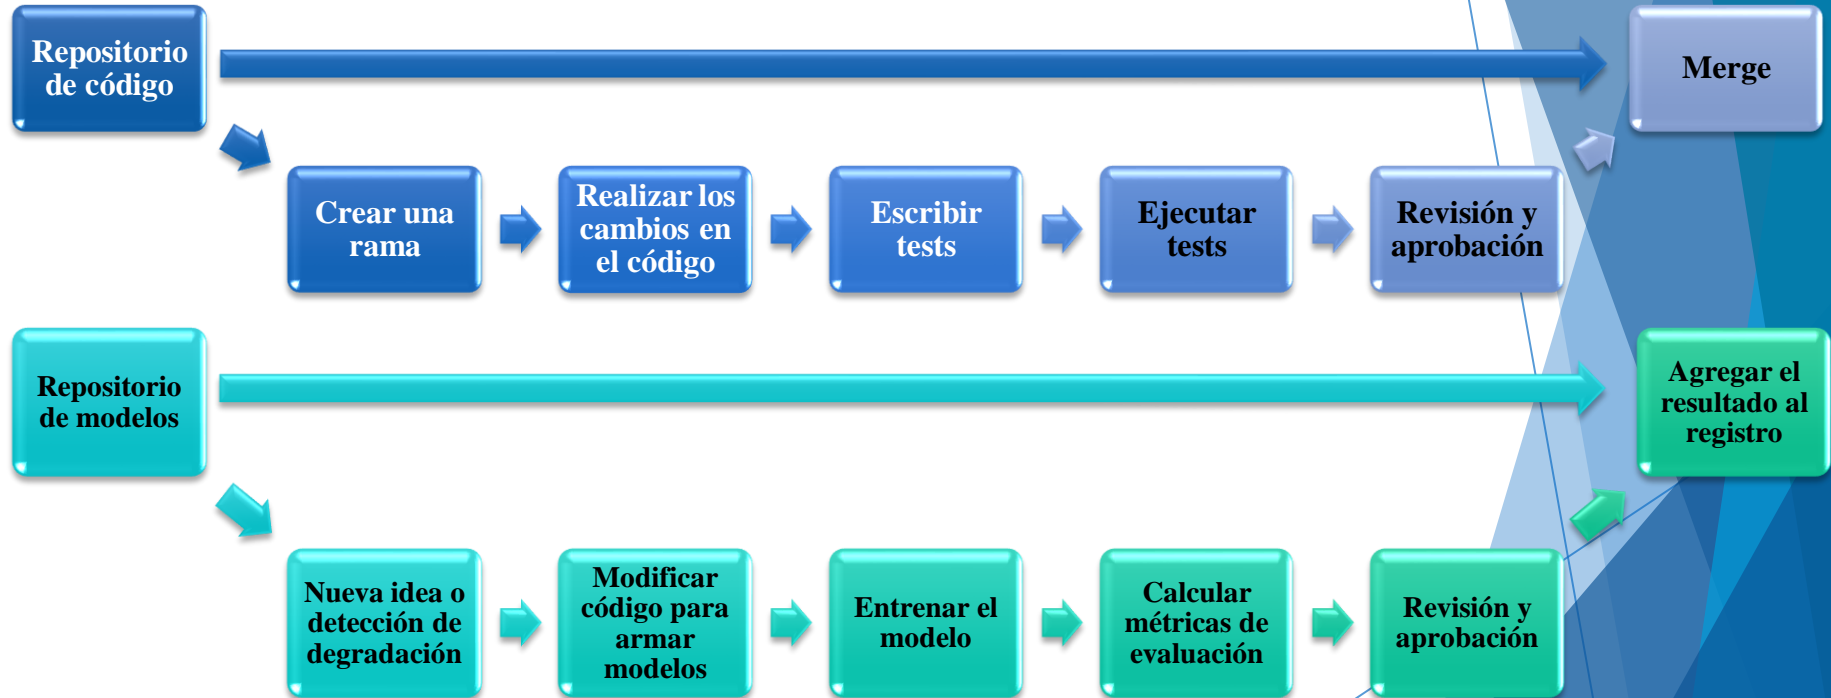 Repositorio
de código
Merge
Crear una
rama
Realizar los
cambios en
el código
Escribir
tests
Ejecutar
tests
Revisión y
aprobación
Repositorio
de modelos
Agregar el
resultado al
registro
Nueva idea o
detección de
degradación
Modificar
código para
armar
modelos
Entrenar el
modelo
Calcular
métricas de
evaluación
Revisión y
aprobación